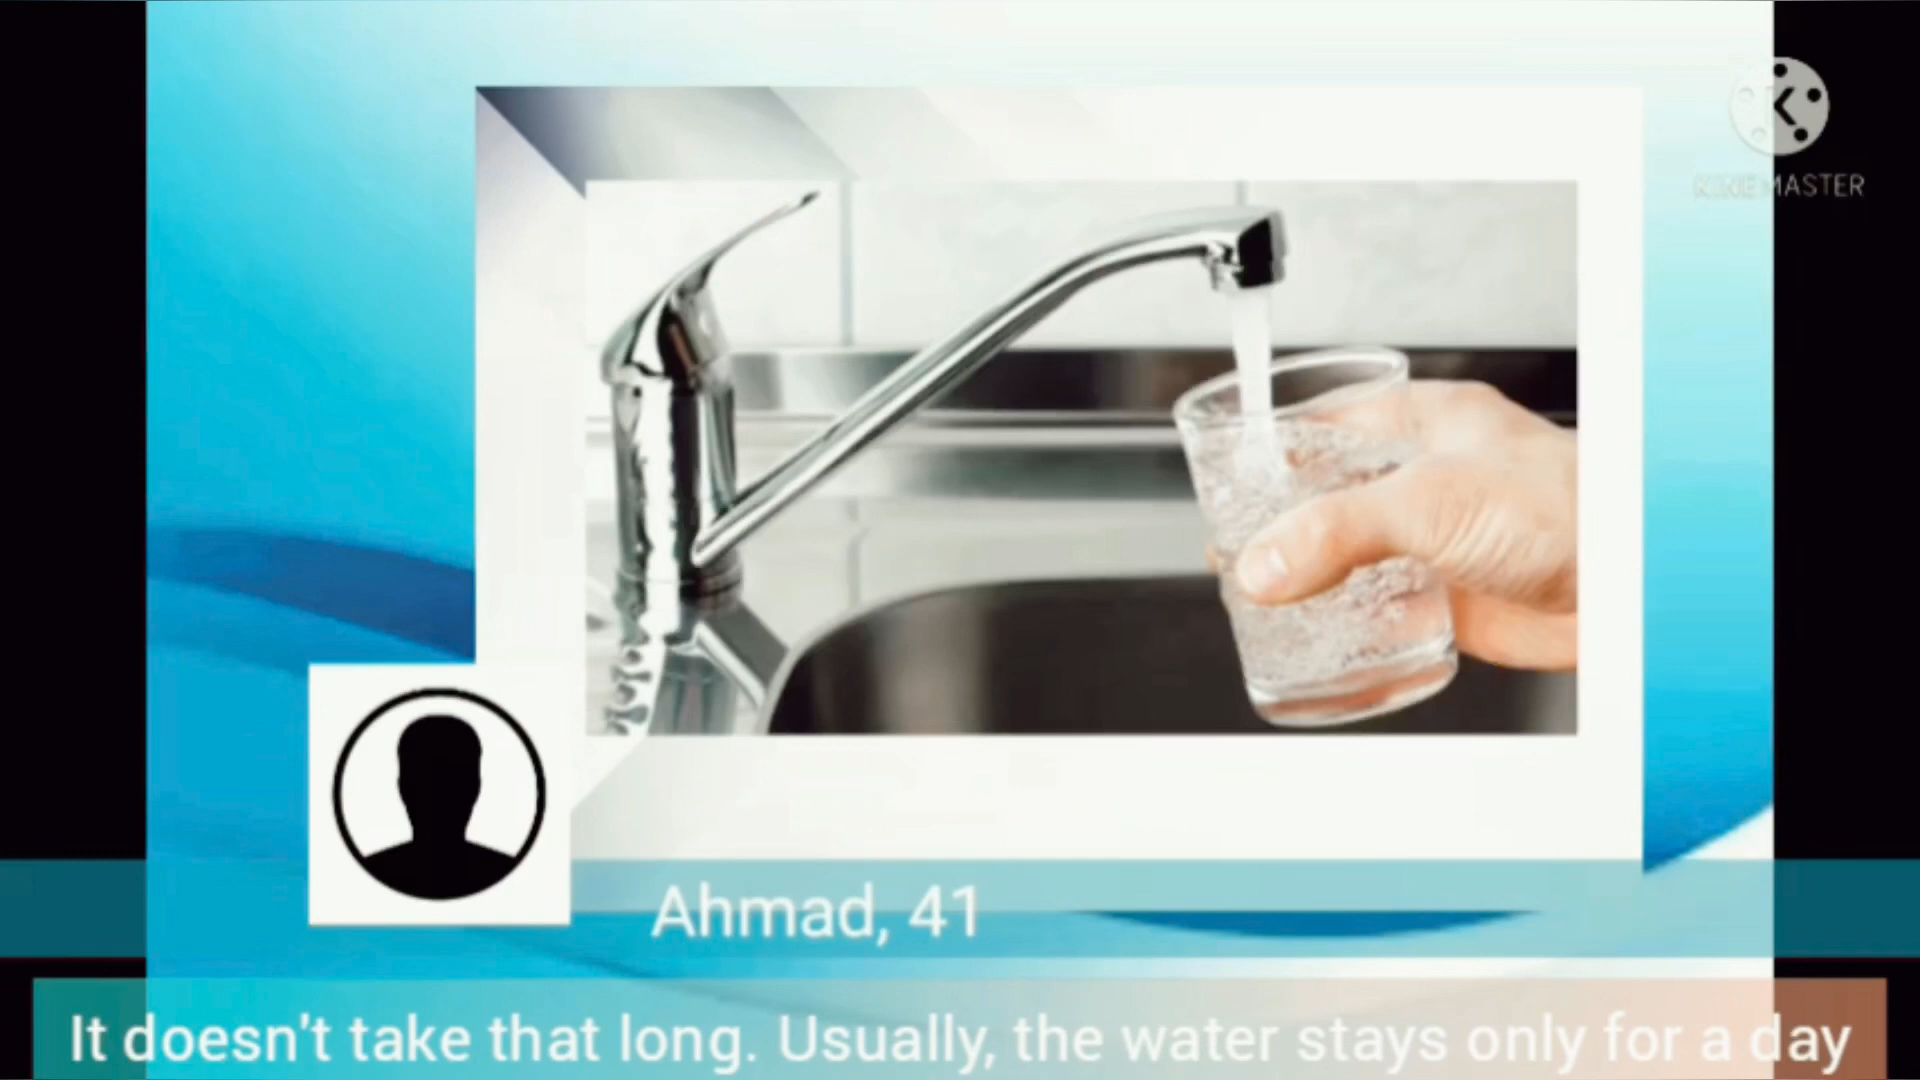 KINEMASTER
Ahmad, 41
It doesn't take that long. Usually, the water stays only for a day